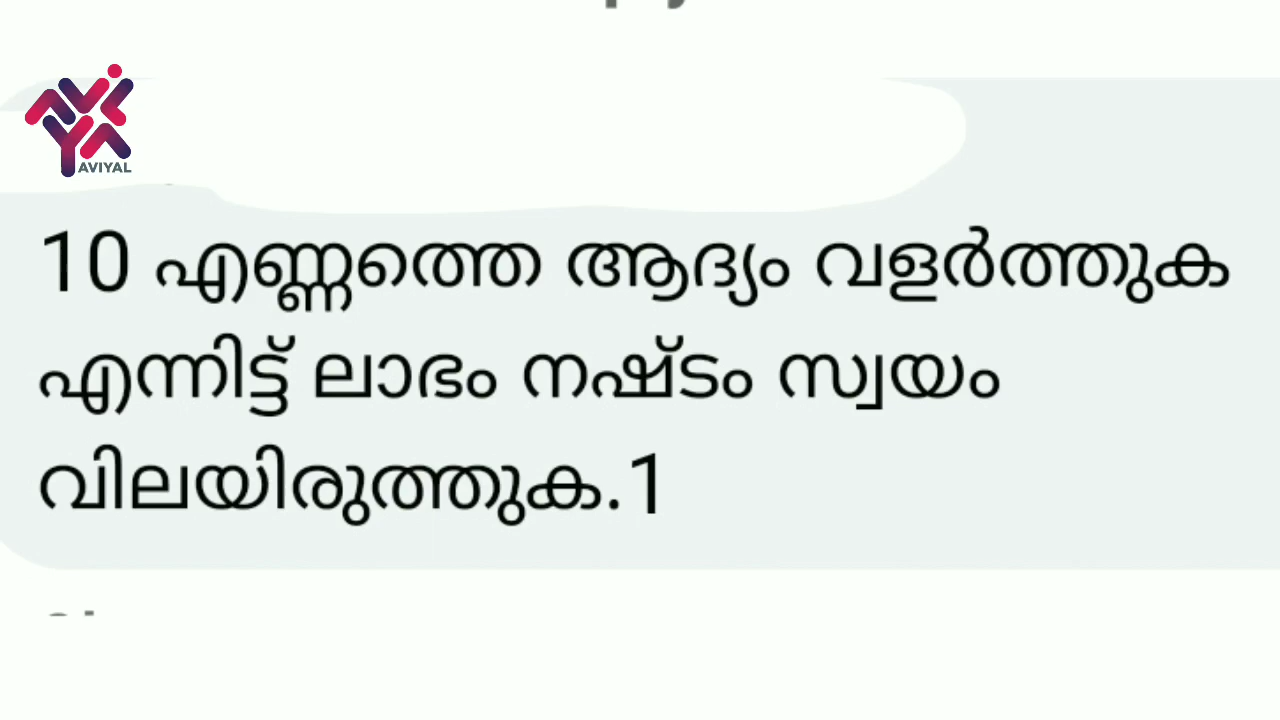 AVIYAL
10 എണ്ണത്തെ ആദ്യം വളർത്തുക
എന്നിട്ട് ലാഭം നഷ്ടം സ്വയം
വിലയിരുത്തുക.1